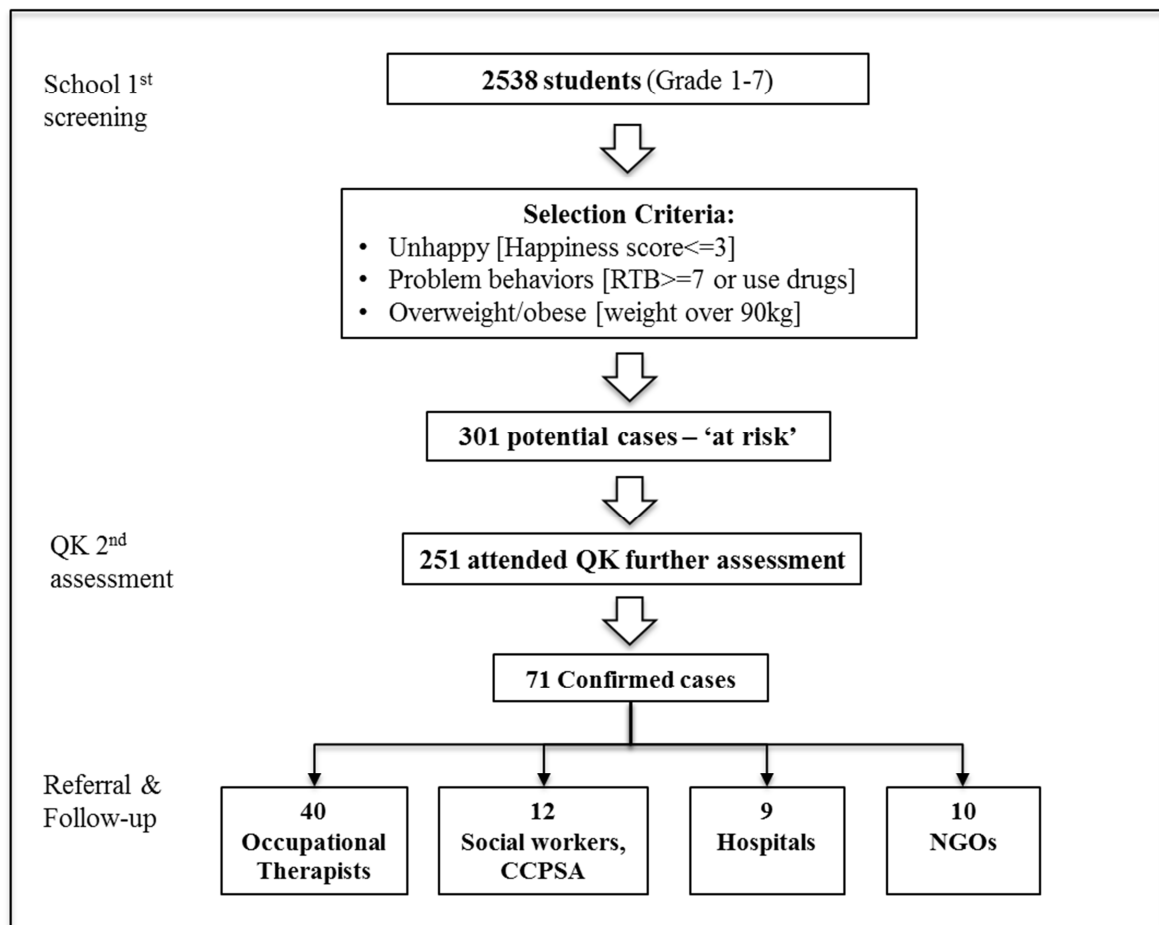 School 1st
screening
2538 students (Grade 1-7)
Selection Criteria:
• Unhappy [Happiness score<=3]
• Problem behaviors [RTB>=7 or use drugs]
• Overweight/obese [weight over 90kg]
301 potential cases – ‘at risk’
QK 2nd
assessment
251 attended QK further assessment
71 Confirmed cases
Referral &
Follow-up
40
Occupational
Therapists
12
Social workers,
CCPSA
9
Hospitals
10
NGOs